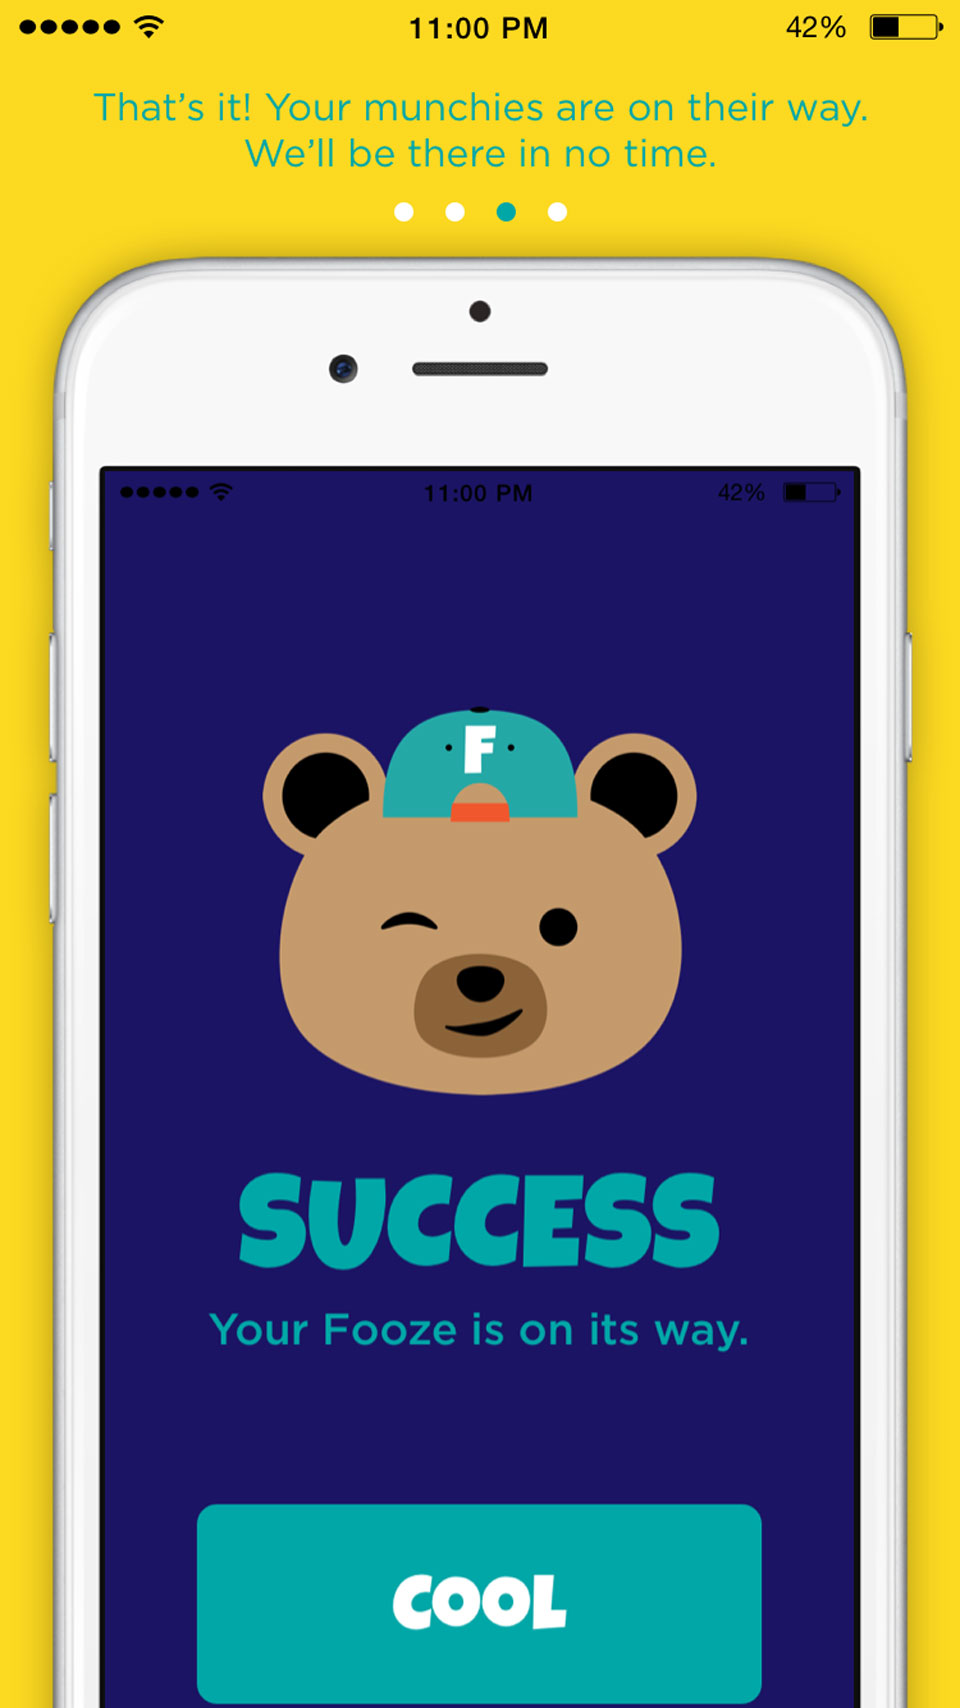 11:00 PM 42%
That’s it! Your munchies are on their way.
We’ll be there in no time.
11:00 PM 42%
F
SUCCESS
Your Fooze is on its way.
COOL